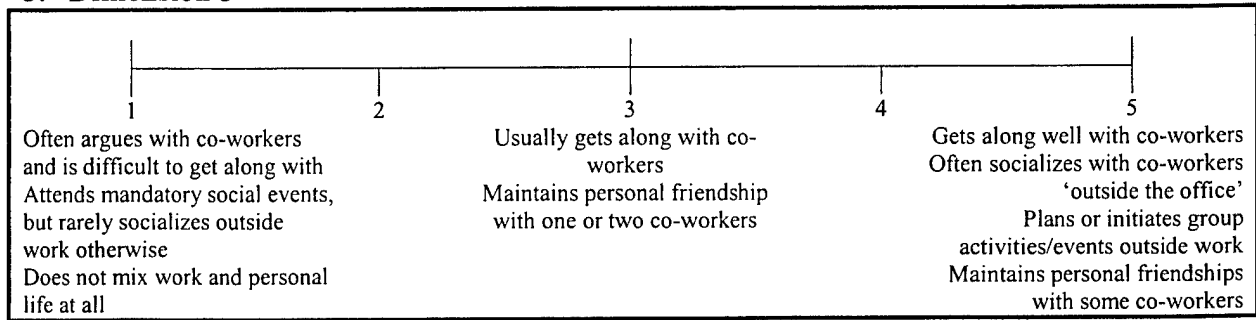 1
2
3
4
5
Often argues with co-workers
and is difficult to get along with
Attends mandatory social events,
but rarely socializes outside
work otherwise
Does not mix work and personal
life at all
Usually gets along with co-
workers
Maintains personal friendship
with one or two co-workers
Gets along well with co-workers
Often socializes with co-workers
‘outside the office’
Plans or initiates group
activities/events outside work
Maintains personal friendships
with some co-workers